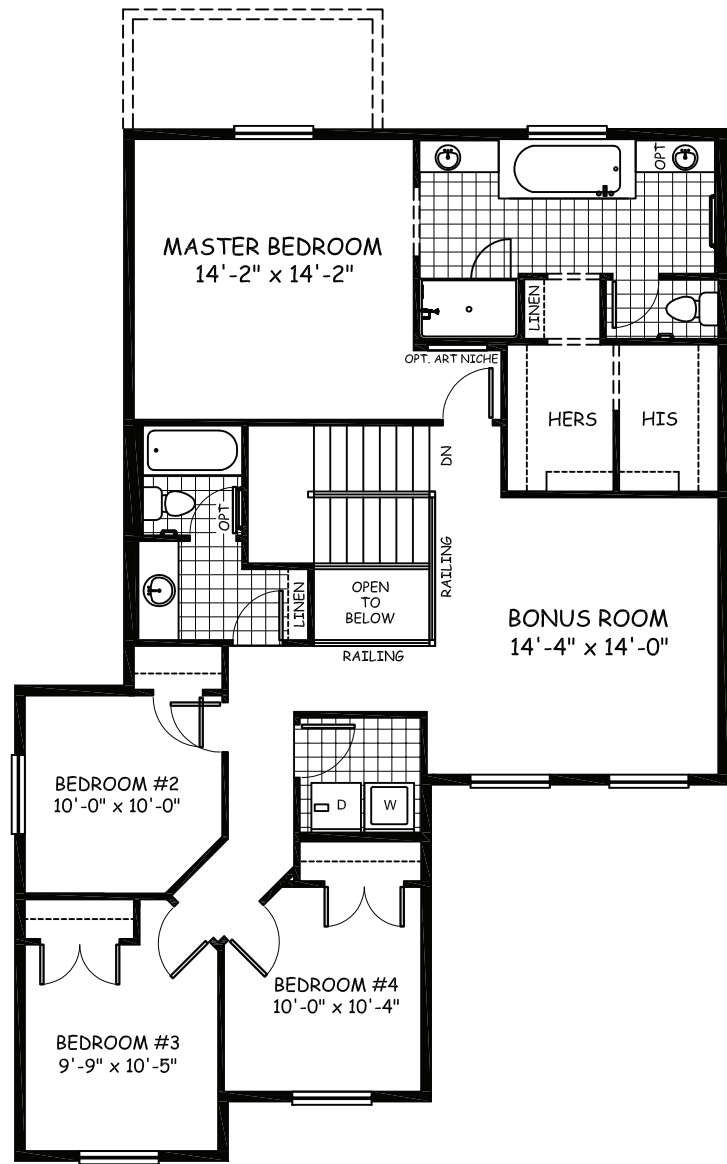 OPT
MASTER BEDROOM
14'-2" x 14'-2"
LINEN
OPT. ART NICHE
HERS
HIS
DN
OPT
RAILING
LINEN
OPEN
TO
BELOW
BONUS ROOM
14'-4" x 14'-0"
RAILING
BEDROOM #2
10'-0" x 10'-0"
D
W
BEDROOM #4
10'-0" x 10'-4"
BEDROOM #3
9'-9" x 10'-5"